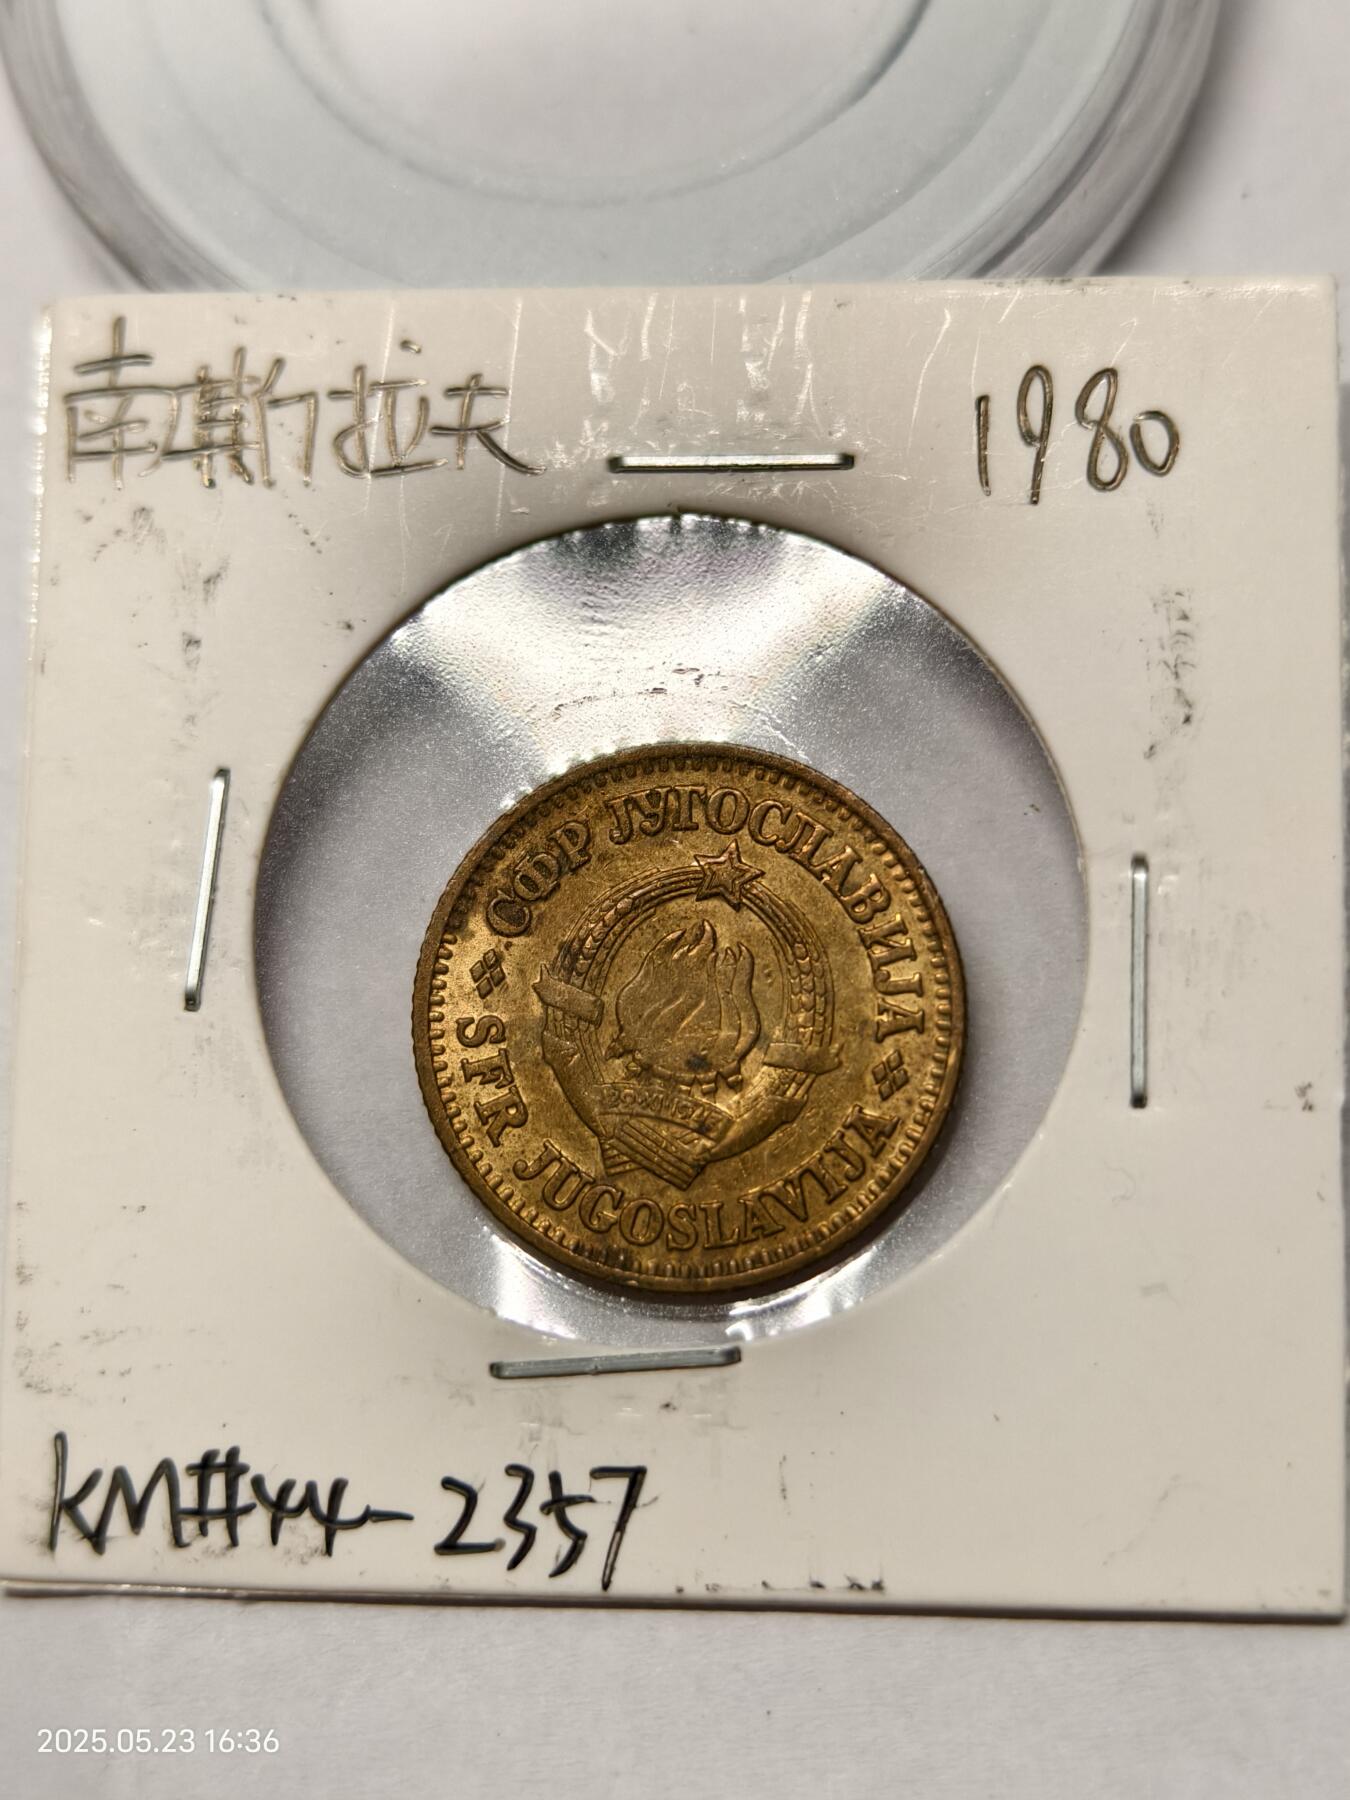 南斯拉夫 1980
СФР ЈУГОСЛАВИЈА
SFR JUGOSLAVIJA
KM#44-2357
2025.05.23 16:36